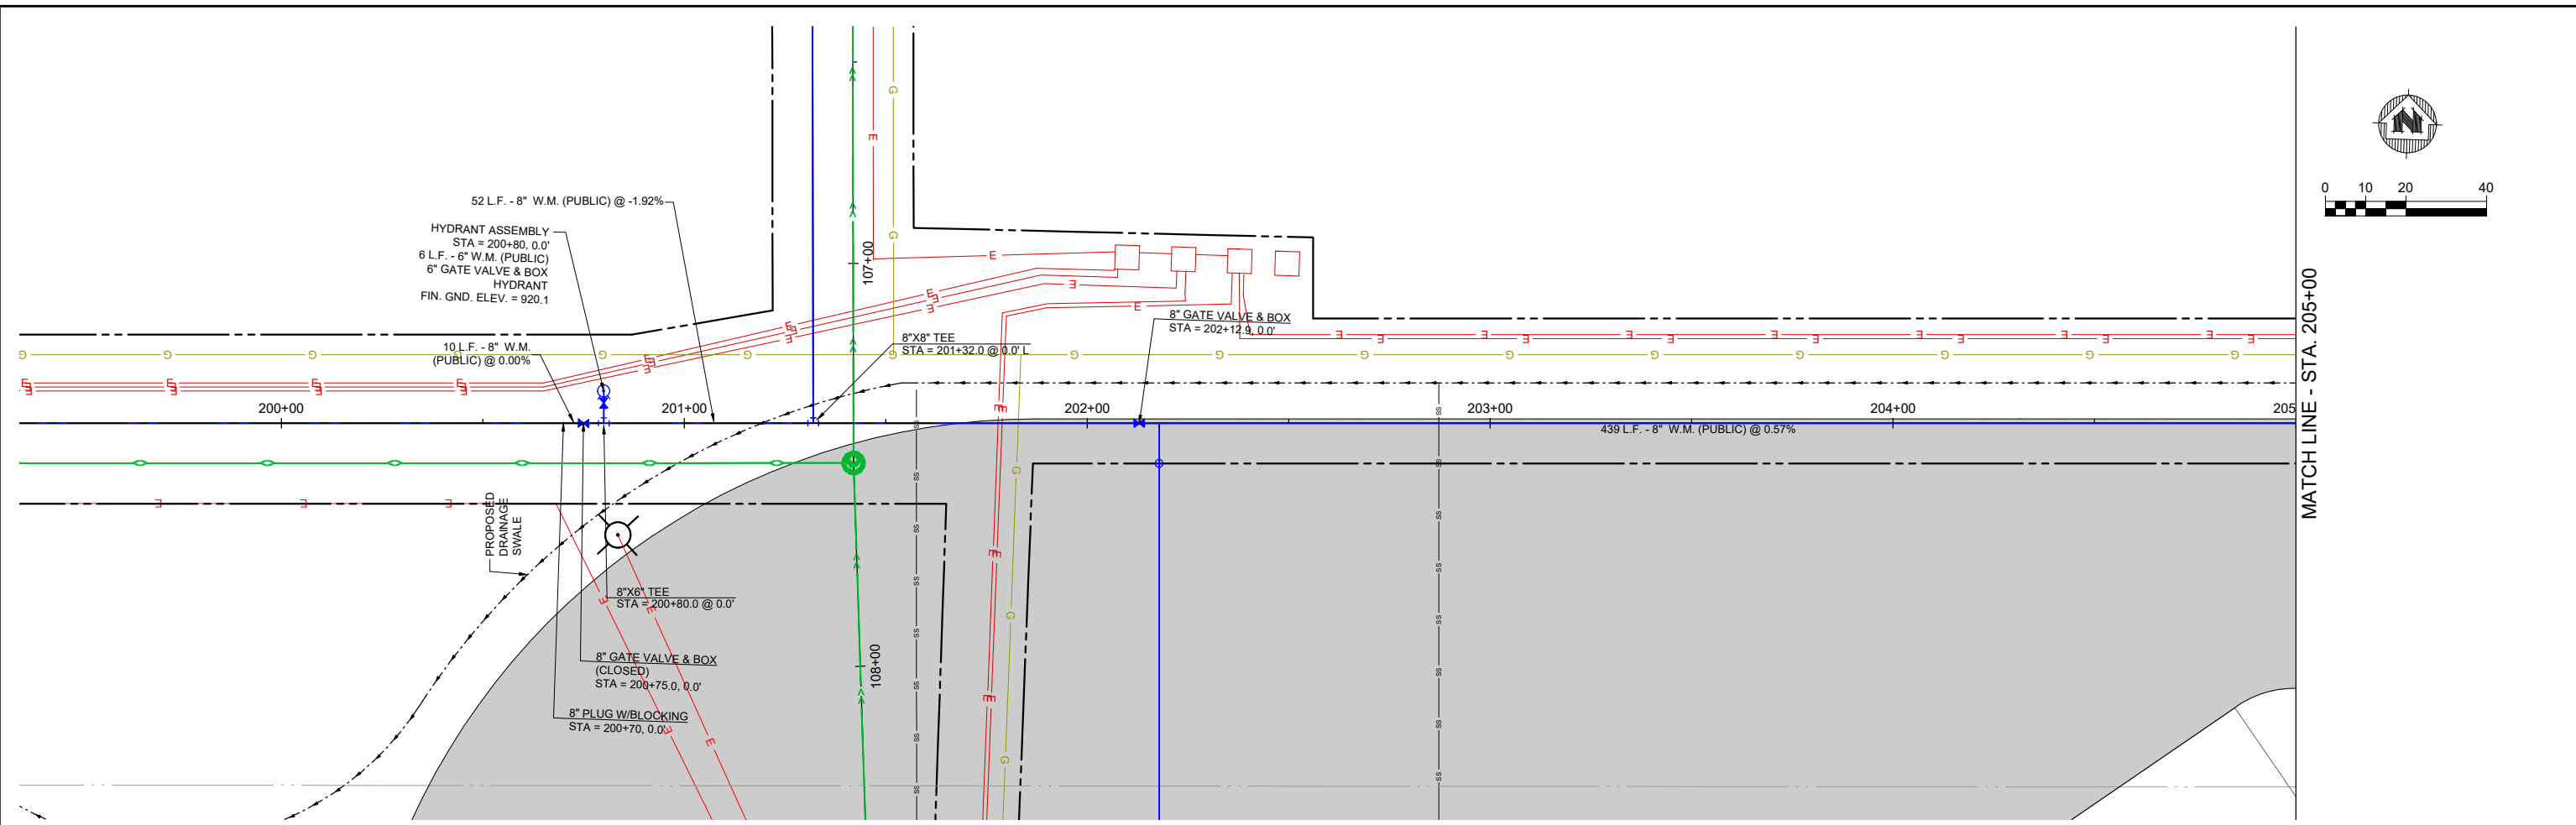 52 L.F. - 8" W.M. (PUBLIC) @ -1.92%
HYDRANT ASSEMBLY
STA = 200+80, 0.0'
6 L.F. - 6" W.M. (PUBLIC)
6" GATE VALVE & BOX
HYDRANT
FIN. GND. ELEV. = 920.1
10 L.F. - 8" W.M.
(PUBLIC) @ 0.00%
107+00
8"X8" TEE
STA = 201+32.0 @ 0.0' L
8" GATE VALVE & BOX
STA = 202+12.9, 0.0'
N
0 10 20 40
MATCH LINE - STA. 205+00
200+00
201+00
202+00
203+00
204+00
205
439 L.F. - 8" W.M. (PUBLIC) @ 0.57%
PROPOSED
DRAINAGE
SWALE
8"X6" TEE
STA = 200+80.0 @ 0.0'
8" GATE VALVE & BOX
(CLOSED)
STA = 200+75.0, 0.0'
8" PLUG W/BLOCKING
STA = 200+70, 0.0'
108+00
E
G
SS